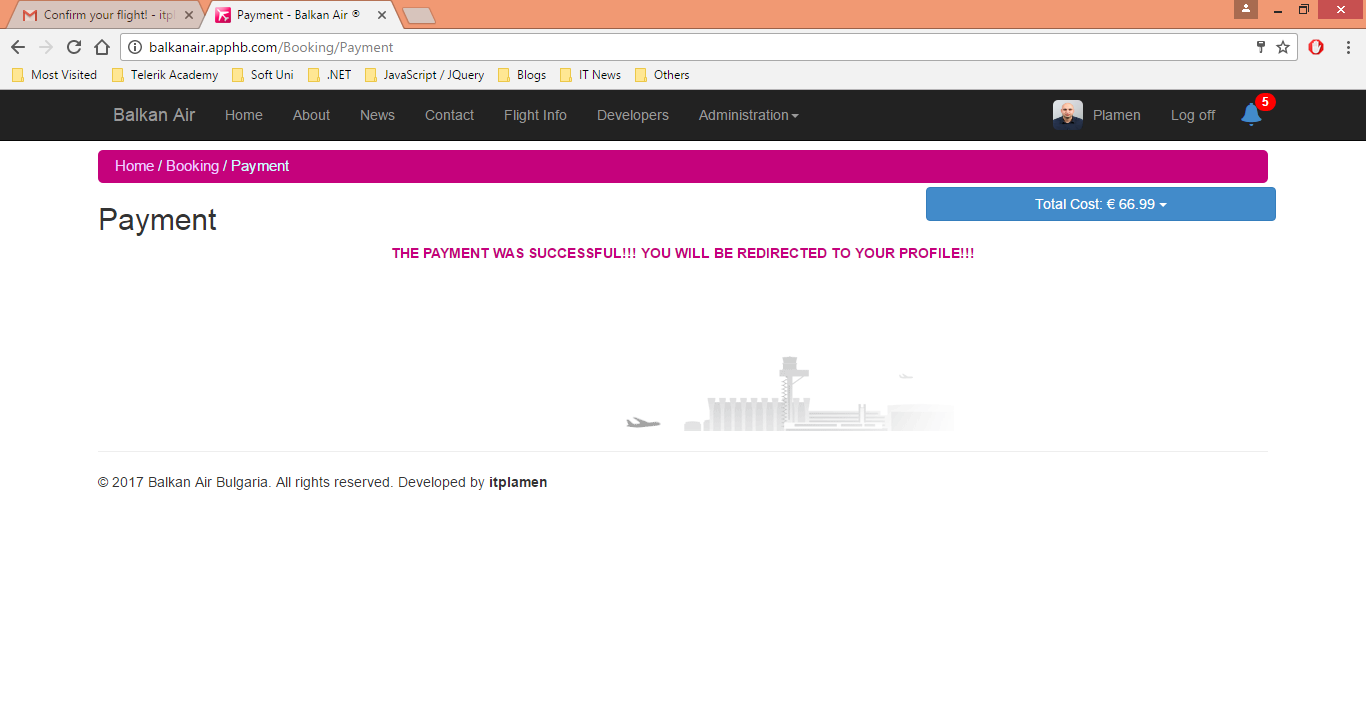 Confirm your flight! - itpl
Payment - Balkan Air ®
balkanair.apphb.com/Booking/Payment
Most Visited Telerik Academy Soft Uni .NET JavaScript / JQuery Blogs IT News Others
Balkan Air Home About News Contact Flight Info Developers Administration Plamen Log off 5
Home / Booking / Payment
Total Cost: € 66.99
Payment
THE PAYMENT WAS SUCCESSFUL!!! YOU WILL BE REDIRECTED TO YOUR PROFILE!!!
© 2017 Balkan Air Bulgaria. All rights reserved. Developed by itplamen